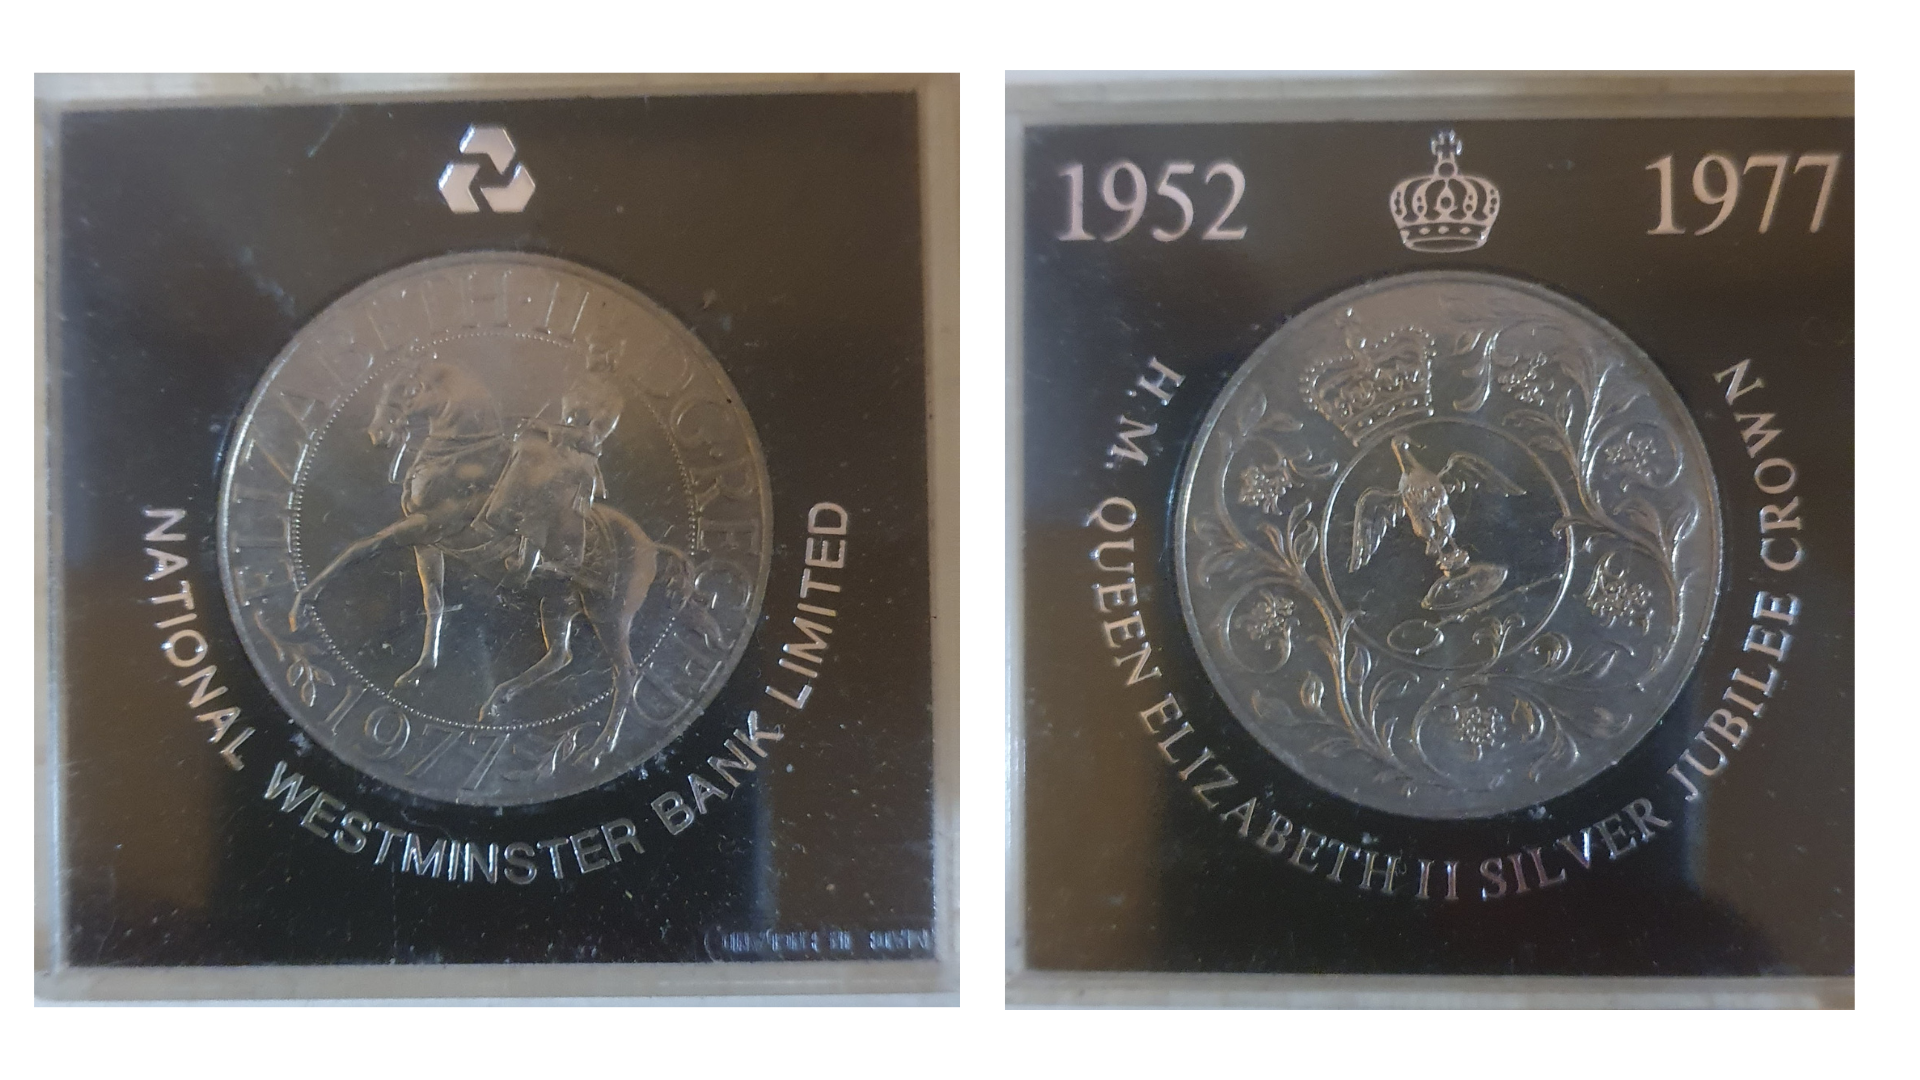 ELIZABETH II D·G REG F·D
1977
NATIONAL WESTMINSTER BANK LIMITED
1952 1977
H.M. QUEEN ELIZABETH II SILVER JUBILEE CROWN